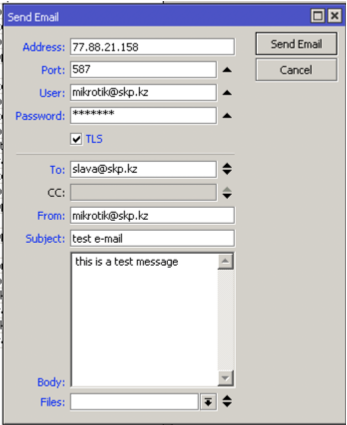 Send Email
Address: 77.88.21.158
Send Email
Port: 587
Cancel
User: mikrotik@skp.kz
Password: *******
TLS
To: slava@skp.kz
CC:
From: mikrotik@skp.kz
Subject: test e-mail
this is a test message
Body:
Files: